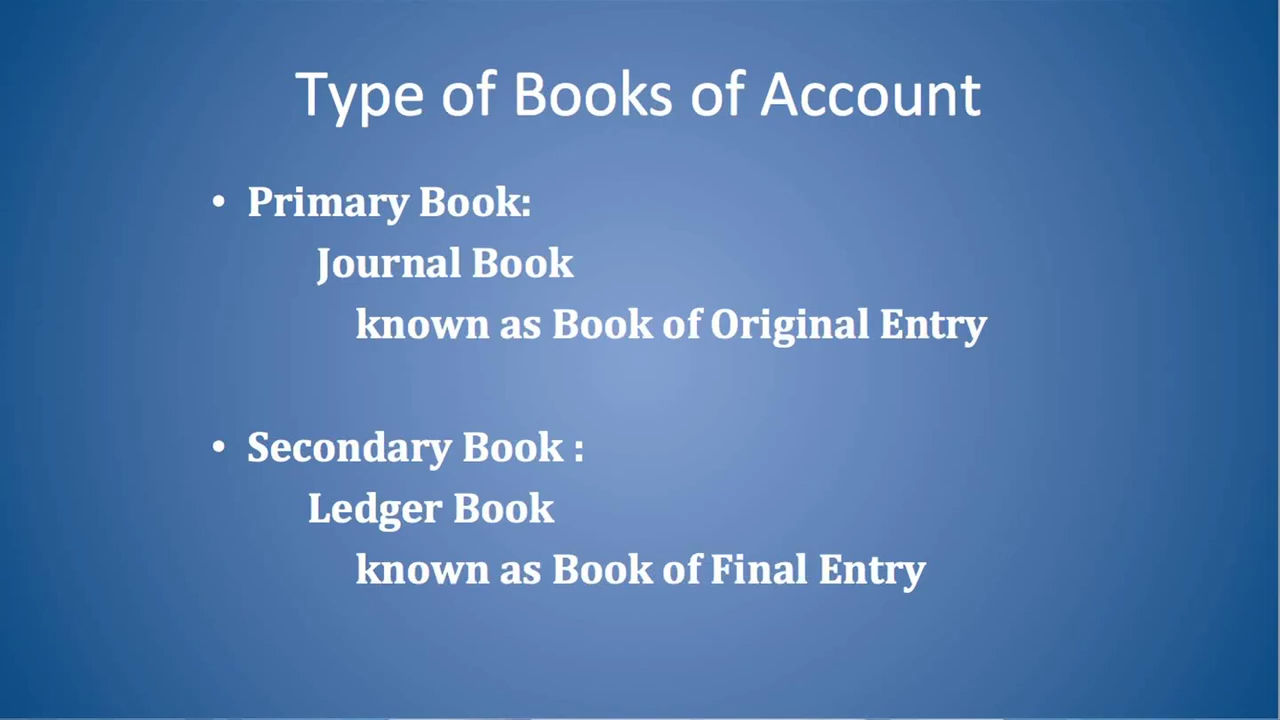 Type of Books of Account
• Primary Book:
Journal Book
known as Book of Original Entry
• Secondary Book :
Ledger Book
known as Book of Final Entry